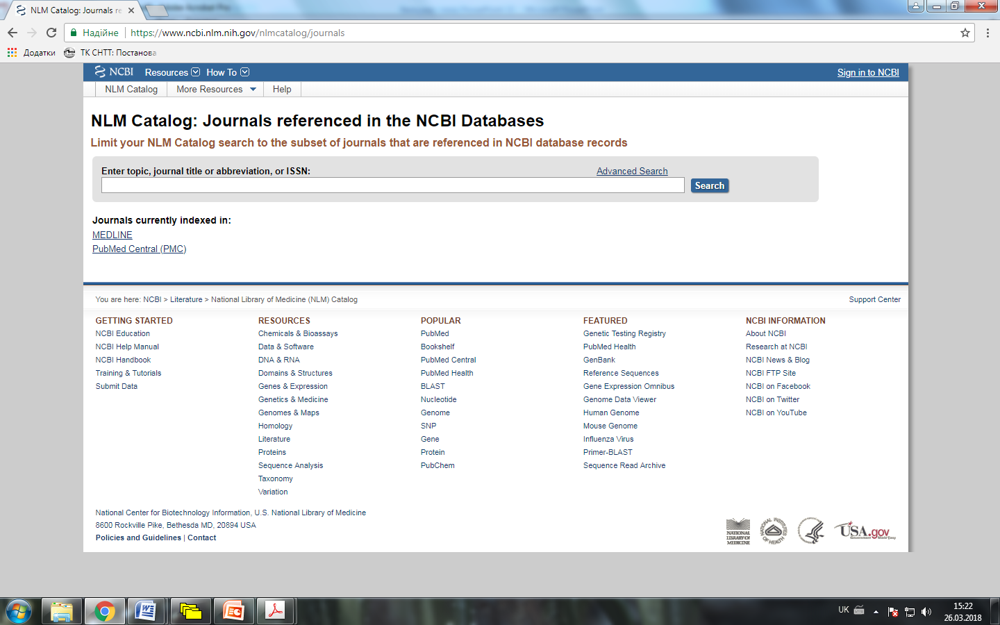 NLM Catalog: Journals re
Надійне https://www.ncbi.nlm.nih.gov/nlmcatalog/journals
Додатки ТК СНТТ: Постанова
NCBI Resources How To Sign in to NCBI
NLM Catalog More Resources Help
NLM Catalog: Journals referenced in the NCBI Databases
Limit your NLM Catalog search to the subset of journals that are referenced in NCBI database records
Enter topic, journal title or abbreviation, or ISSN: Advanced Search
Search
Journals currently indexed in:
MEDLINE
PubMed Central (PMC)
You are here: NCBI > Literature > National Library of Medicine (NLM) Catalog Support Center
GETTING STARTED
NCBI Education
NCBI Help Manual
NCBI Handbook
Training & Tutorials
Submit Data
RESOURCES
Chemicals & Bioassays
Data & Software
DNA & RNA
Domains & Structures
Genes & Expression
Genetics & Medicine
Genomes & Maps
Homology
Literature
Proteins
Sequence Analysis
Taxonomy
Variation
POPULAR
PubMed
Bookshelf
PubMed Central
PubMed Health
BLAST
Nucleotide
Genome
SNP
Gene
Protein
PubChem
FEATURED
Genetic Testing Registry
PubMed Health
GenBank
Reference Sequences
Gene Expression Omnibus
Genome Data Viewer
Human Genome
Mouse Genome
Influenza Virus
Primer-BLAST
Sequence Read Archive
NCBI INFORMATION
About NCBI
Research at NCBI
NCBI News & Blog
NCBI FTP Site
NCBI on Facebook
NCBI on Twitter
NCBI on YouTube
National Center for Biotechnology Information, U.S. National Library of Medicine
8600 Rockville Pike, Bethesda MD, 20894 USA
Policies and Guidelines | Contact
NATIONAL
LIBRARY OF
MEDICINE
NATIONAL INSTITUTES OF HEALTH
USA.gov
Government Made Easy
UK
15:22
26.03.2018